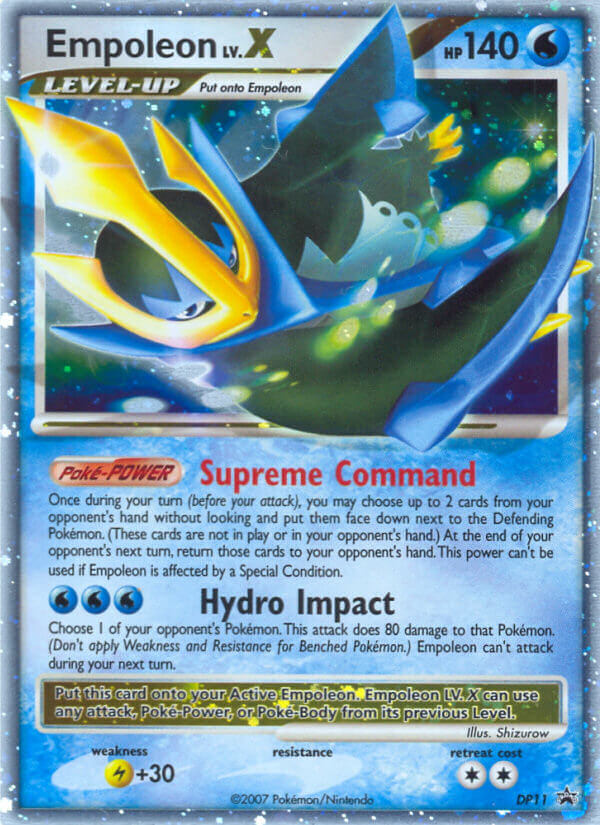 Empoleon LV.X HP 140
LEVEL-UP Put onto Empoleon
Poké-POWER Supreme Command
Once during your turn (before your attack), you may choose up to 2 cards from your
opponent's hand without looking and put them face down next to the Defending
Pokémon. (These cards are not in play or in your opponent's hand.) At the end of your
opponent's next turn, return those cards to your opponent's hand. This power can't be
used if Empoleon is affected by a Special Condition.
Hydro Impact
Choose 1 of your opponent's Pokémon. This attack does 80 damage to that Pokémon.
(Don't apply Weakness and Resistance for Benched Pokémon.) Empoleon can't attack
during your next turn.
Put this card onto your Active Empoleon. Empoleon LV. X can use
any attack, Poké-Power, or Poké-Body from its previous Level.
Illus. Shizurow
weakness resistance retreat cost
+30
©2007 Pokémon/Nintendo DP11